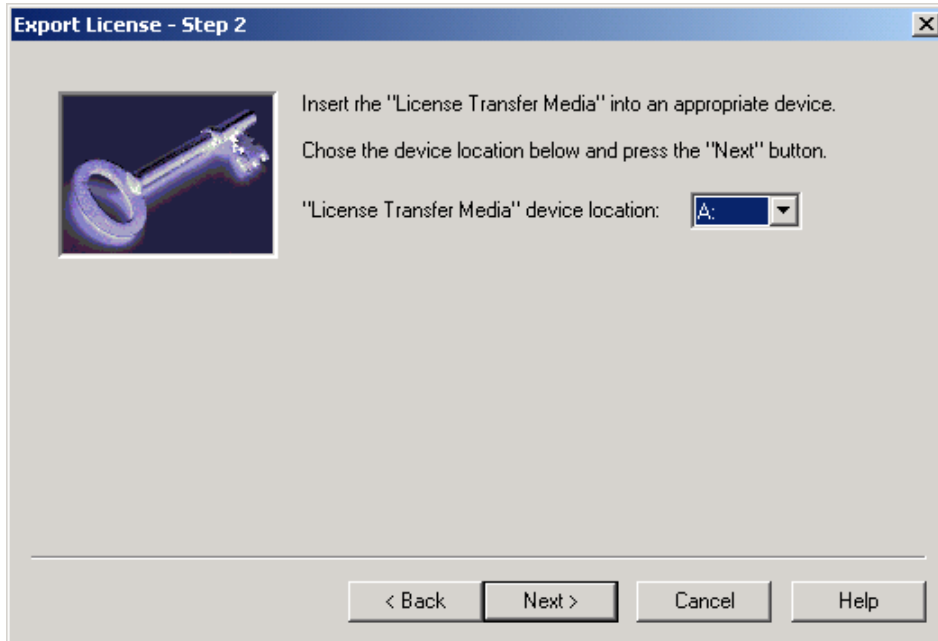 Export License - Step 2
Insert rhe "License Transfer Media" into an appropriate device.
Chose the device location below and press the "Next" button.
"License Transfer Media" device location: A:
< Back Next > Cancel Help